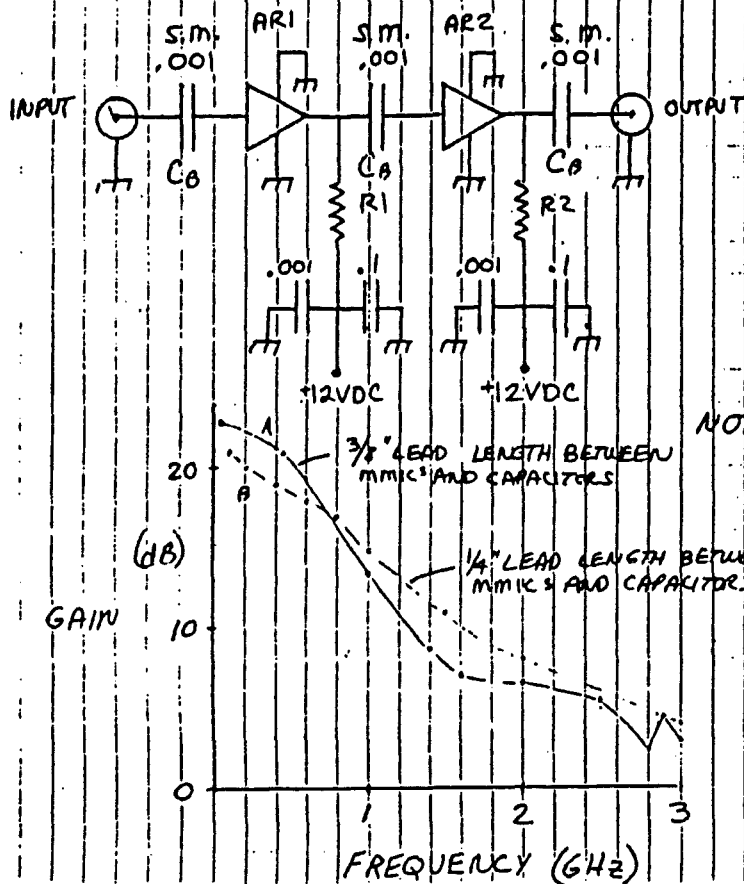 S.M.
.001
AR1
S.M.
.001
AR2
S.M.
.001
INPUT
OUTPUT
CB
CB
CB
R1
R2
.001
.1
.001
.1
+12VDC
+12VDC
A
3/8" LEAD LENGTH BETWEEN
MMIC'S AND CAPACITORS
20
B
(dB)
1/4" LEAD LENGTH BETWE
MMIC'S AND CAPACITOR
GAIN
10
0
1
2
3
FREQUENCY (GHz)
NO